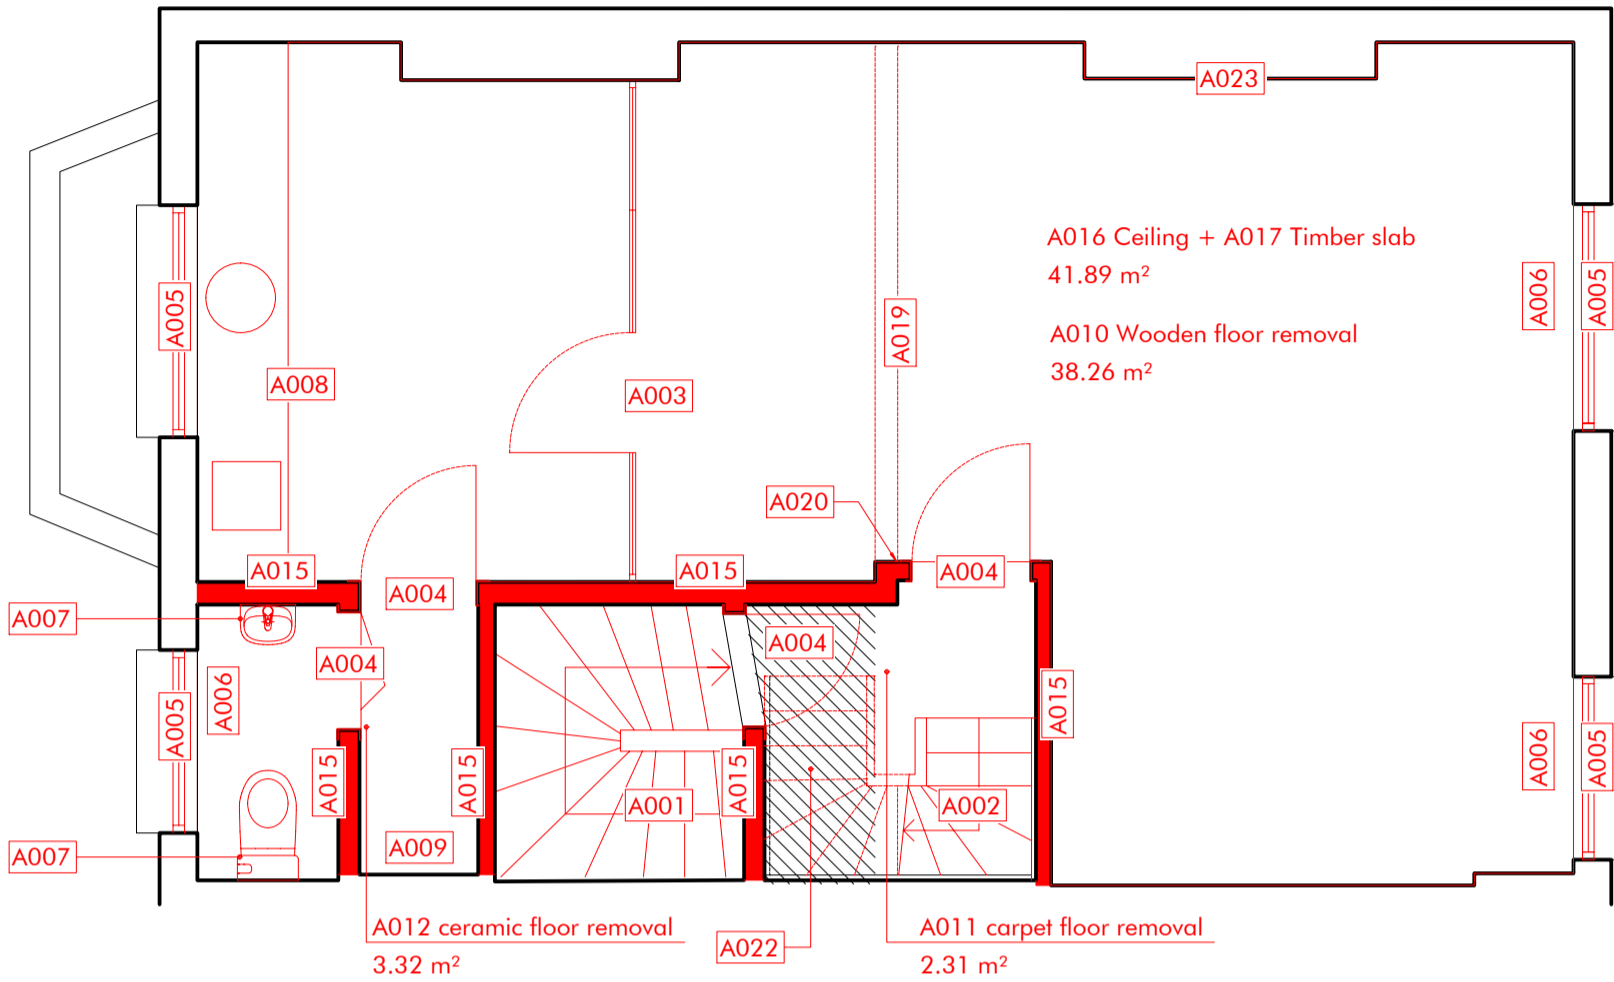 A023
A016 Ceiling + A017 Timber slab
41.89 m²
A006
A005
A005
A019
A010 Wooden floor removal
38.26 m²
A008
A003
A020
A015
A015
A004
A004
A007
A004
A004
A006
A005
A015
A006
A005
A015
A015
A015
A001
A002
A009
A007
A012 ceramic floor removal
3.32 m²
A022
A011 carpet floor removal
2.31 m²